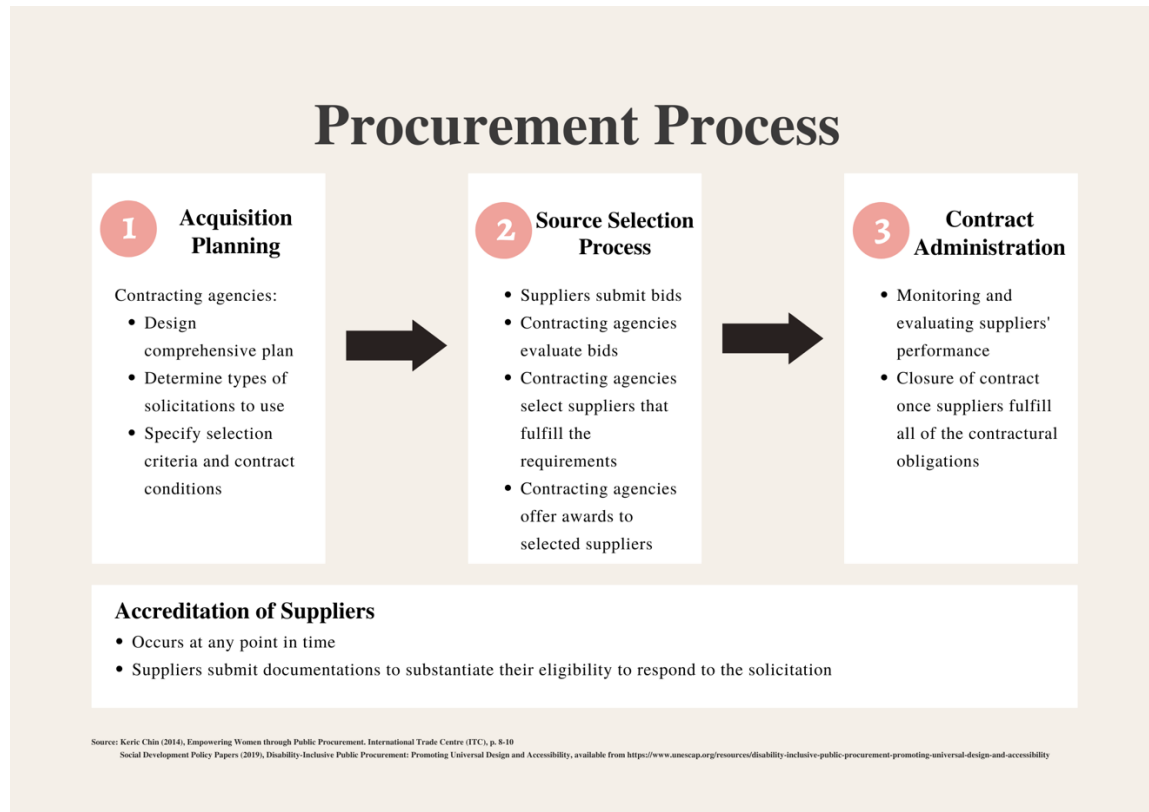 Procurement Process
1
Acquisition
Planning
Contracting agencies:
• Design
comprehensive plan
• Determine types of
solicitations to use
• Specify selection
criteria and contract
conditions
2
Source Selection
Process
• Suppliers submit bids
• Contracting agencies
evaluate bids
• Contracting agencies
select suppliers that
fulfill the
requirements
• Contracting agencies
offer awards to
selected suppliers
3
Contract
Administration
• Monitoring and
evaluating suppliers'
performance
• Closure of contract
once suppliers fulfill
all of the contractural
obligations
Accreditation of Suppliers
• Occurs at any point in time
• Suppliers submit documentations to substantiate their eligibility to respond to the solicitation
Source: Keric Chin (2014), Empowering Women through Public Procurement. International Trade Centre (ITC), p. 8-10
Social Development Policy Papers (2019), Disability-Inclusive Public Procurement: Promoting Universal Design and Accessibility, available from https://www.unescap.org/resources/disability-inclusive-public-procurement-promoting-universal-design-and-accessibility